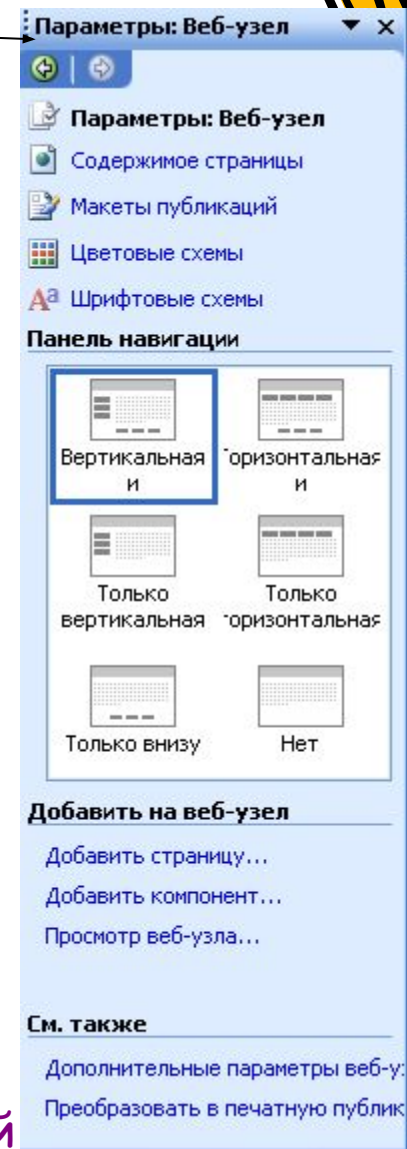 Параметры: Веб-узел
Параметры: Веб-узел
Содержимое страницы
Макеты публикаций
Цветовые схемы
Шрифтовые схемы
Панель навигации
Вертикальная и
оризонтальная и
Только вертикальная
Только горизонтальная
Только внизу
Нет
Добавить на веб-узел
Добавить страницу...
Добавить компонент...
Просмотр веб-узла...
См. также
Дополнительные параметры веб-у
Преобразовать в печатную публик
й